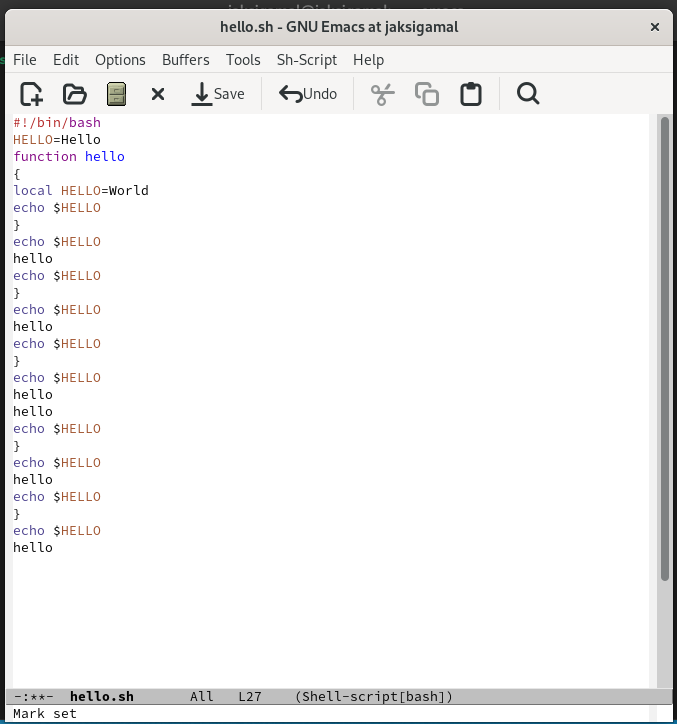 hello.sh - GNU Emacs at jaksigamal
File Edit Options Buffers Tools Sh-Script Help
Save Undo
#!/bin/bash
HELLO=Hello
function hello
{
local HELLO=World
echo $HELLO
}
echo $HELLO
hello
echo $HELLO
}
echo $HELLO
hello
echo $HELLO
}
echo $HELLO
hello
hello
echo $HELLO
}
echo $HELLO
hello
echo $HELLO
}
echo $HELLO
hello
-:**- hello.sh All L27 (Shell-script[bash])
Mark set